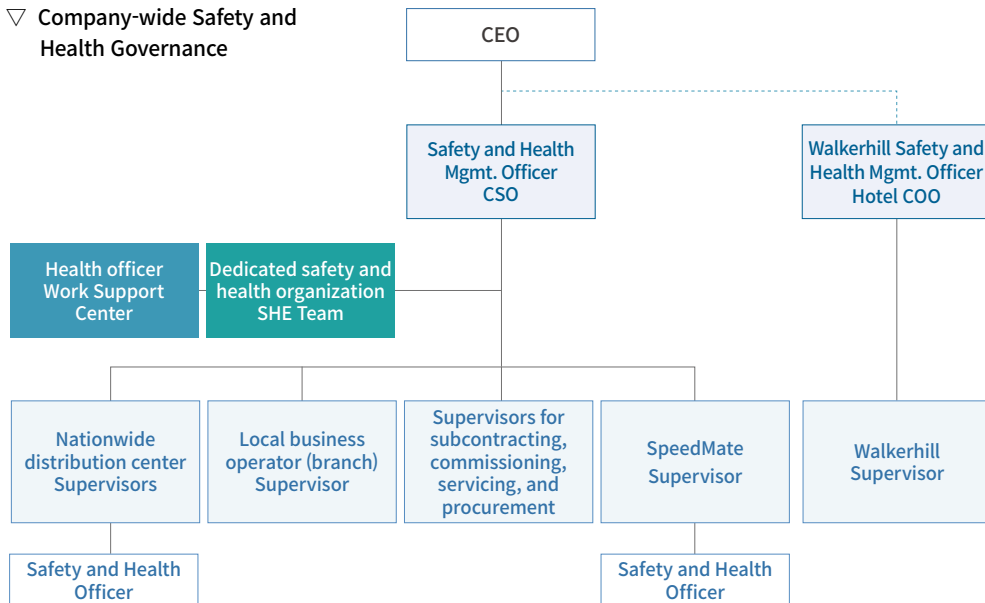 ▽ Company-wide Safety and
Health Governance
CEO
Safety and Health
Mgmt. Officer
CSO
Walkerhill Safety and
Health Mgmt. Officer
Hotel COO
Health officer
Work Support
Center
Dedicated safety and
health organization
SHE Team
Nationwide
distribution center
Supervisors
Local business
operator (branch)
Supervisor
Supervisors for
subcontracting,
commissioning,
servicing, and
procurement
SpeedMate
Supervisor
Walkerhill
Supervisor
Safety and Health
Officer
Safety and Health
Officer